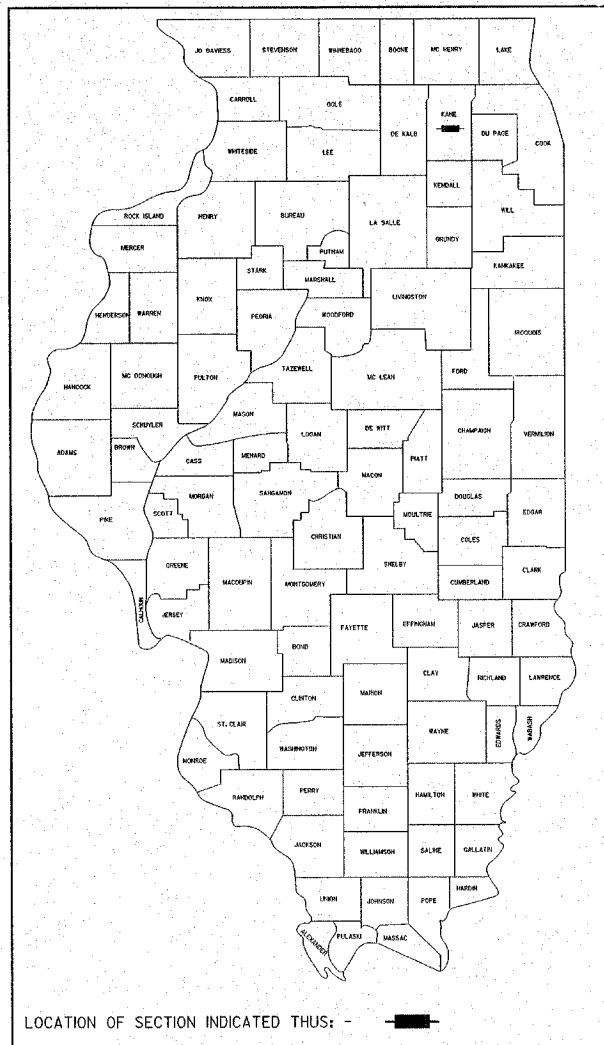 JO DAVIESS STEVENSON WINNEBAGO BOONE MC HENRY LAKE
CARROLL OGLE DE KALB KANE DU PAGE COOK
WHITESIDE LEE
KENDALL WILL
ROCK ISLAND HENRY BUREAU LA SALLE GRUNDY
MERCER PUTNAM KANKAKEE
STARK MARSHALL
HENDERSON WARREN KNOX PEORIA WOODFORD LIVINGSTON IROQUOIS
HANCOCK MC DONOUGH FULTON TAZEWELL MC LEAN FORD
SCHUYLER MASON LOGAN DE WITT CHAMPAIGN VERMILION
ADAMS BROWN CASS MENARD MACON PIATT
PIKE SCOTT MORGAN SANGAMON MOULTRIE DOUGLAS EDGAR
CHRISTIAN COLES
GREENE MACOUPIN MONTGOMERY SHELBY CUMBERLAND CLARK
CALHOUN JERSEY
FAYETTE EFFINGHAM JASPER CRAWFORD
MADISON BOND
CLAY RICHLAND LAWRENCE
CLINTON MARION
ST. CLAIR WAYNE EDWARDS WABASH
WASHINGTON JEFFERSON
MONROE
RANDOLPH PERRY HAMILTON WHITE
FRANKLIN
JACKSON WILLIAMSON SALINE GALLATIN
UNION JOHNSON POPE HARDIN
ALEXANDER PULASKI MASSAC
LOCATION OF SECTION INDICATED THUS: -